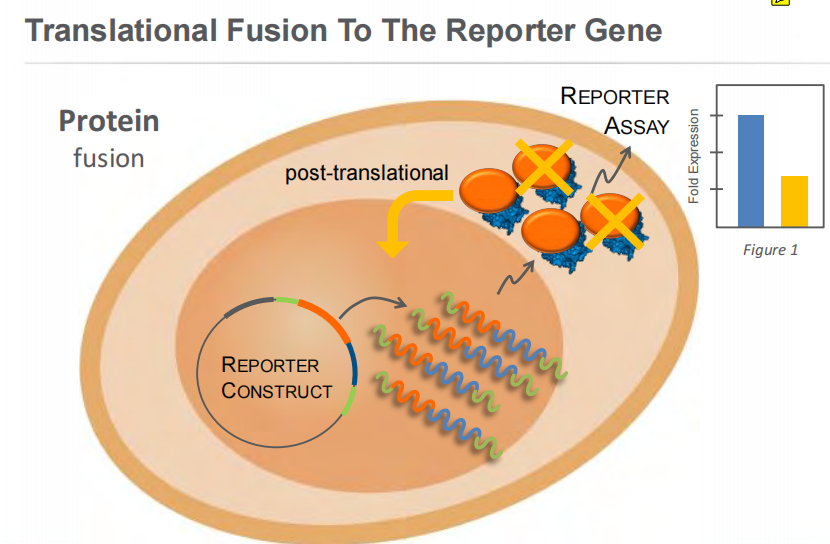 Translational Fusion To The Reporter Gene
Protein
fusion
post-translational
REPORTER
ASSAY
Fold Expression
Figure 1
REPORTER
CONSTRUCT